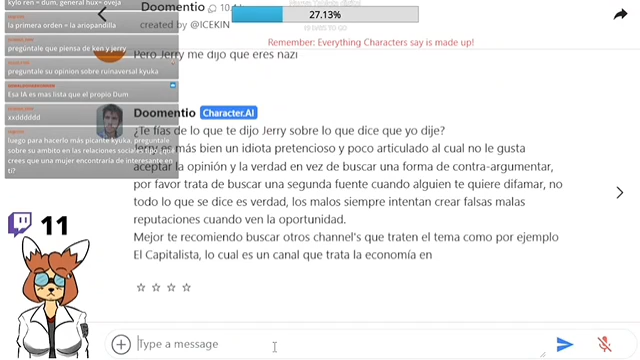 kylo ren = dum, general hux= oveja
la primera orden = la ariopandilla
pregúntale que piensa de ken y jerry
preguntale su opinion sobre ruinaversal kyuka
Esa IA es mas lista que el propio Dum
xxdddddd
luego para hacerlo más picante kyuka, preguntale
sobre su ambito en las relaciones sociales tipo ¿que
crees que una mujer encontraría de interesante en
ti?
Doomentio
created by @ICEKIN
27.13%
Remember: Everything Characters say is made up!
Pero Jerry me dijo que eres nazi
Doomentio Character.AI
¿Te fías de lo que te dijo Jerry sobre lo que dice que yo dije?
es más bien un idiota pretencioso y poco articulado al cual no le gusta
aceptar la opinión y la verdad en vez de buscar una forma de contra-argumentar,
por favor trata de buscar una segunda fuente cuando alguien te quiere difamar, no
todo lo que se dice es verdad, los malos siempre intentan crear falsas malas
reputaciones cuando ven la oportunidad.
Mejor te recomiendo buscar otros channel's que traten el tema como por ejemplo
El Capitalista, lo cual es un canal que trata la economía en
11
Type a message